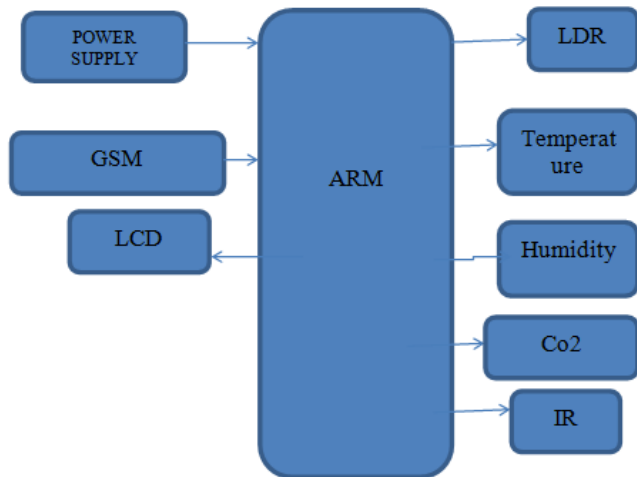 POWER
SUPPLY
GSM
LCD
ARM
LDR
Temperat
ure
Humidity
Co2
IR